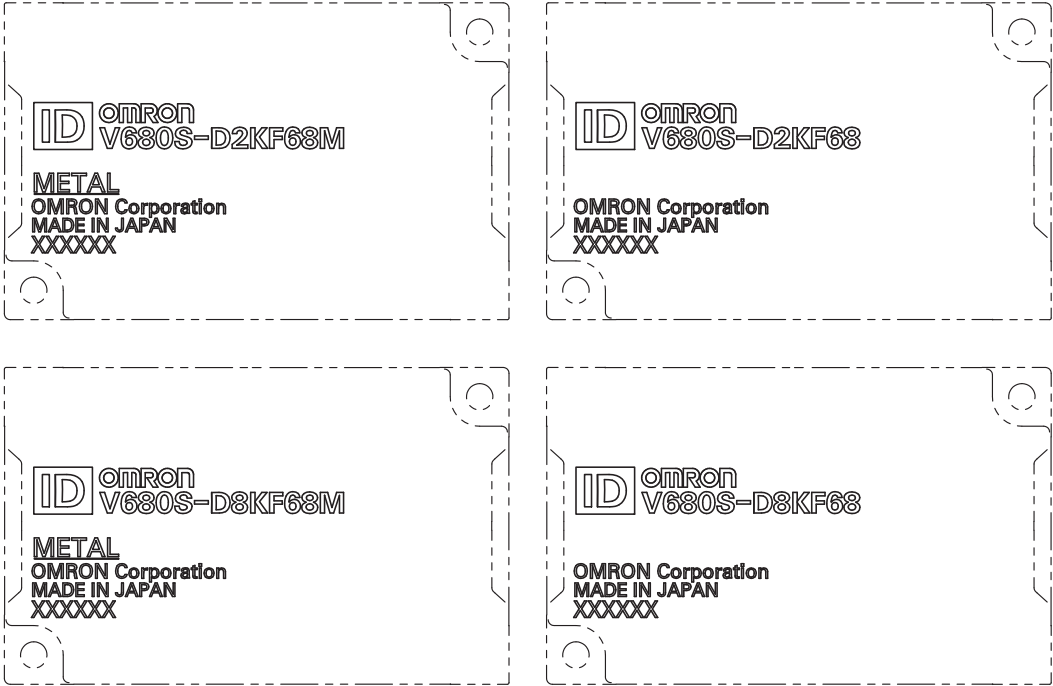 ID
OMRON
V680S-D2KF68M
METAL
OMRON Corporation
MADE IN JAPAN
XXXXXX
ID
OMRON
V680S-D2KF68
OMRON Corporation
MADE IN JAPAN
XXXXXX
ID
OMRON
V680S-D8KF68M
METAL
OMRON Corporation
MADE IN JAPAN
XXXXXX
ID
OMRON
V680S-D8KF68
OMRON Corporation
MADE IN JAPAN
XXXXXX